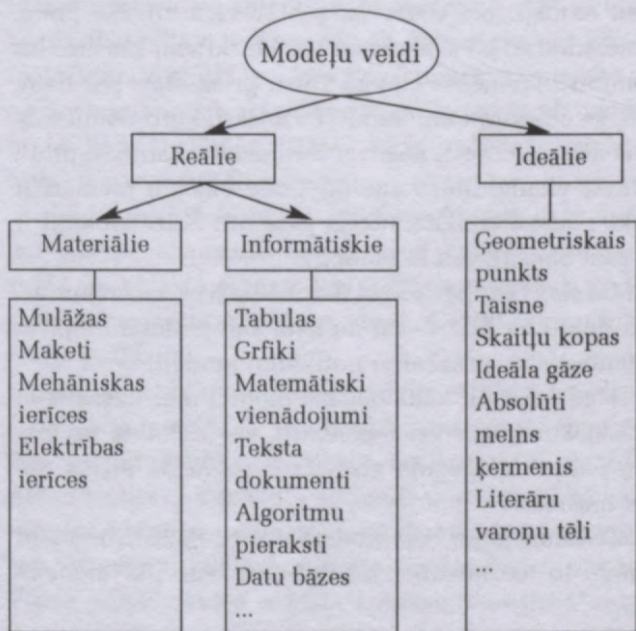 Modeļu veidi
Reālie
Ideālie
Materiālie
Informātiskie
Mulāžas
Maketi
Mehāniskas
ierīces
Elektrības
ierīces
Tabulas
Grfiki
Matemātiski
vienādojumi
Teksta
dokumenti
Algoritmu
pieraksti
Datu bāzes
...
Ģeometriskais
punkts
Taisne
Skaitļu kopas
Ideāla gāze
Absolūti
melns
ķermenis
Literāru
varoņu tēli
...